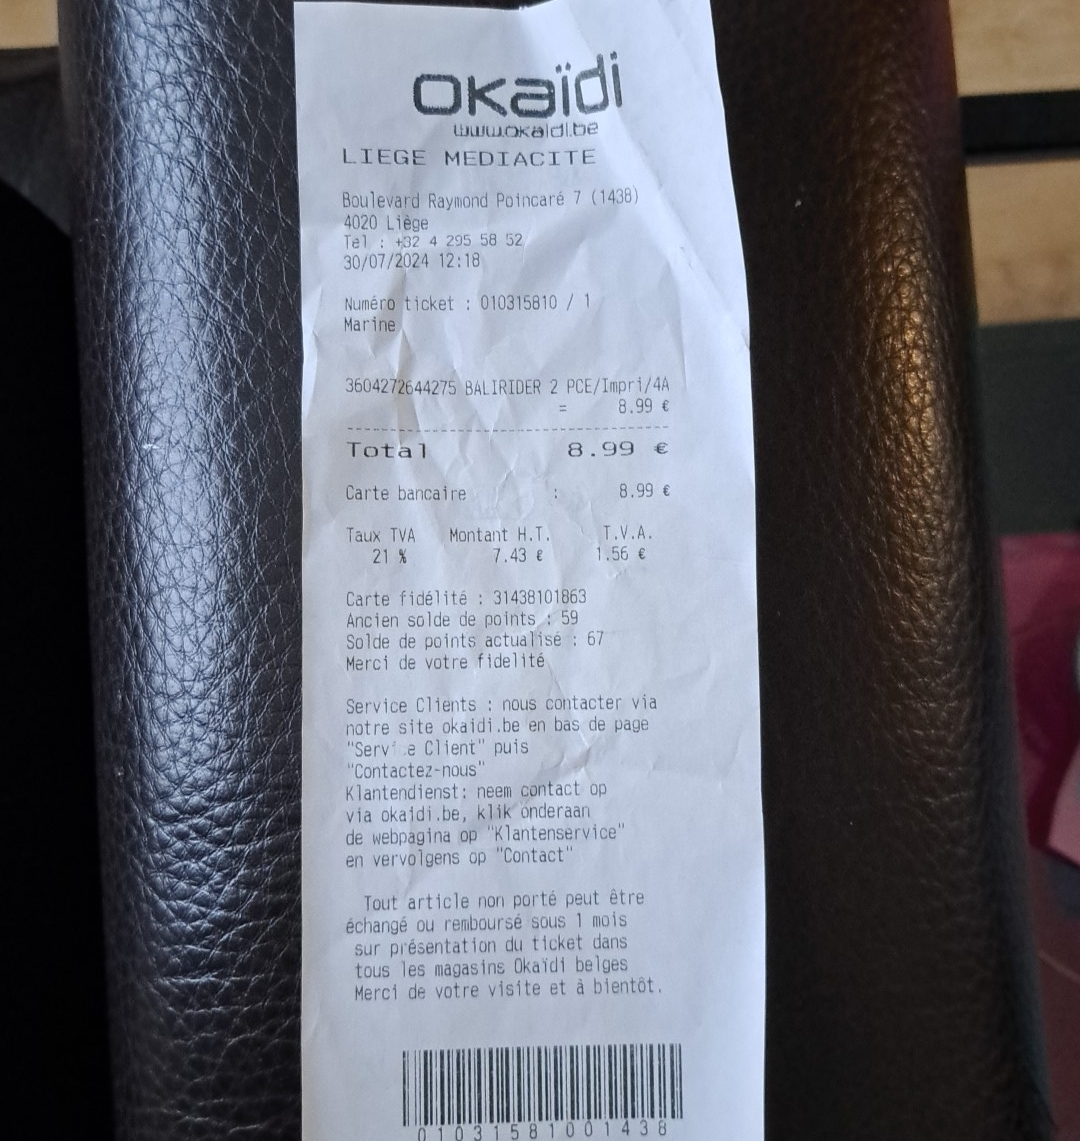 Okaïdi
www.okaidi.be
LIEGE MEDIACITE
Boulevard Raymond Poincaré 7 (1438)
4020 Liège
Tel : +32 4 295 58 52
30/07/2024 12:18
Numéro ticket : 010315810 / 1
Marine
3604272644275 BALIRIDER 2 PCE/Impri/4A
= 8.99 €
Total 8.99 €
Carte bancaire : 8.99 €
Taux TVA Montant H.T. T.V.A.
21 % 7.43 € 1.56 €
Carte fidélité : 31438101863
Ancien solde de points : 59
Solde de points actualisé : 67
Merci de votre fidelité
Service Clients : nous contacter via
notre site okaidi.be en bas de page
"Service Client" puis
"Contactez-nous"
Klantendienst: neem contact op
via okaidi.be, klik onderaan
de webpagina op "Klantenservice"
en vervolgens op "Contact"
Tout article non porté peut être
échangé ou remboursé sous 1 mois
sur présentation du ticket dans
tous les magasins Okaïdi belges
Merci de votre visite et à bientôt.
01031581001438